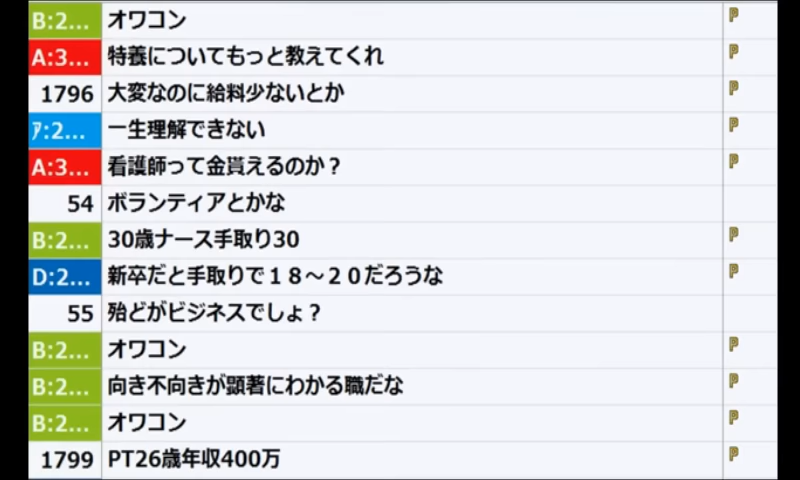 B:2... オワコン P
A:3... 特養についてもっと教えてくれ P
1796 大変なのに給料少ないとか P
ｱ:2... 一生理解できない P
A:3... 看護師って金貰えるのか？ P
54 ボランティアとかな
B:2... 30歳ナース手取り30 P
D:2... 新卒だと手取りで１８～２０だろうな P
55 殆どがビジネスでしょ？
B:2... オワコン P
B:2... 向き不向きが顕著にわかる職だな P
B:2... オワコン P
1799 PT26歳年収400万 P